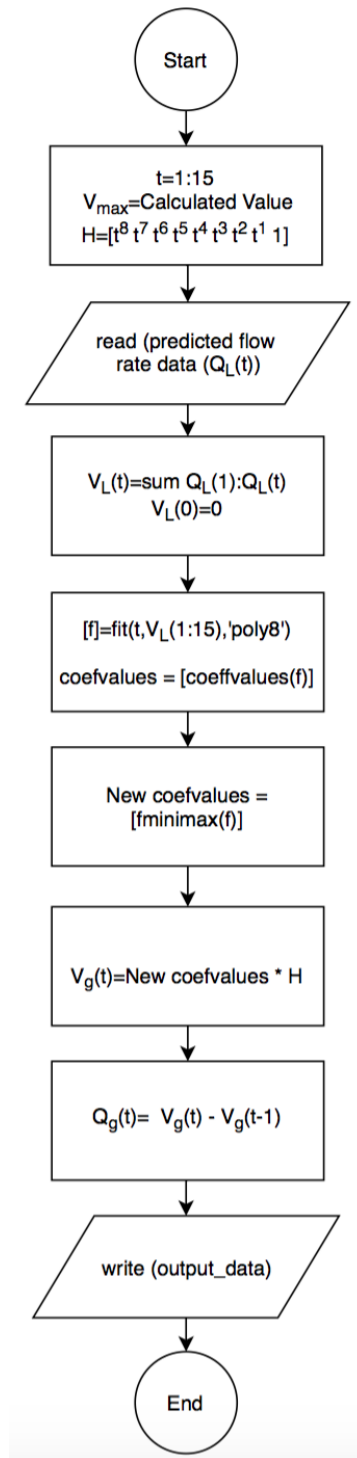 Start
t=1:15
Vmax=Calculated Value
H=[t⁸ t⁷ t⁶ t⁵ t⁴ t³ t² t¹ 1]
read (predicted flow
rate data (QL(t))
VL(t)=sum QL(1):QL(t)
VL(0)=0
[f]=fit(t,VL(1:15),'poly8')
coefvalues = [coeffvalues(f)]
New coefvalues =
[fminimax(f)]
Vg(t)=New coefvalues * H
Qg(t)= Vg(t) - Vg(t-1)
write (output_data)
End